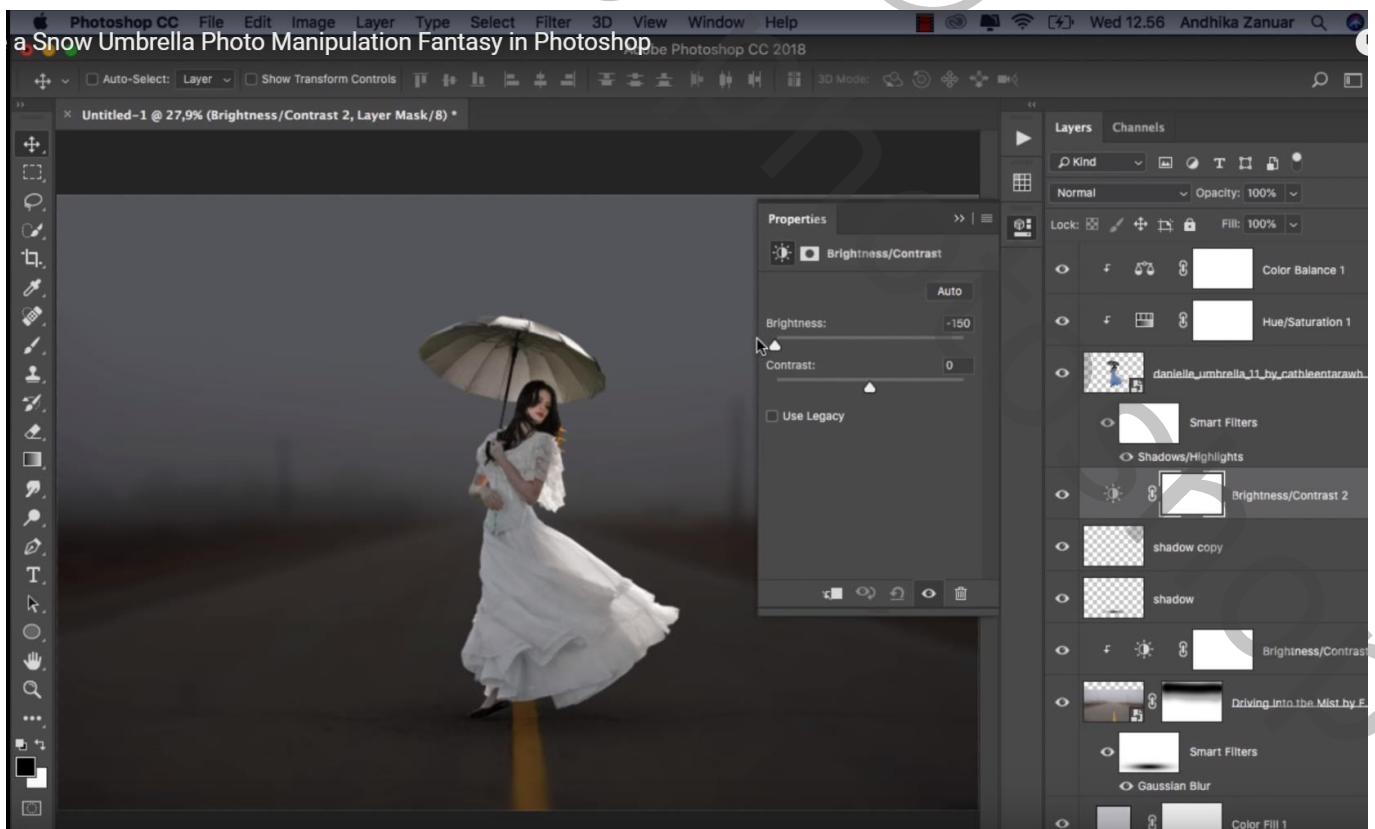 Photoshop CC File Edit Image Layer Type Select Filter 3D View Window Help Wed 12.56 Andhika Zanuar
a Snow Umbrella Photo Manipulation Fantasy in Photoshop
Adobe Photoshop CC 2018
Auto-Select: Layer Show Transform Controls 3D Mode:
× Untitled-1 @ 27,9% (Brightness/Contrast 2, Layer Mask/8) *
Layers Channels
Kind
Normal Opacity: 100%
Lock: Fill: 100%
Properties
Brightness/Contrast
Auto
Brightness: -150
Contrast: 0
Use Legacy
Color Balance 1
Hue/Saturation 1
danielle_umbrella_11_by_cathleentarawh...
Smart Filters
Shadows/Highlights
Brightness/Contrast 2
shadow copy
shadow
Brightness/Contrast
Driving Into the Mist by F
Smart Filters
Gaussian Blur
Color Fill 1